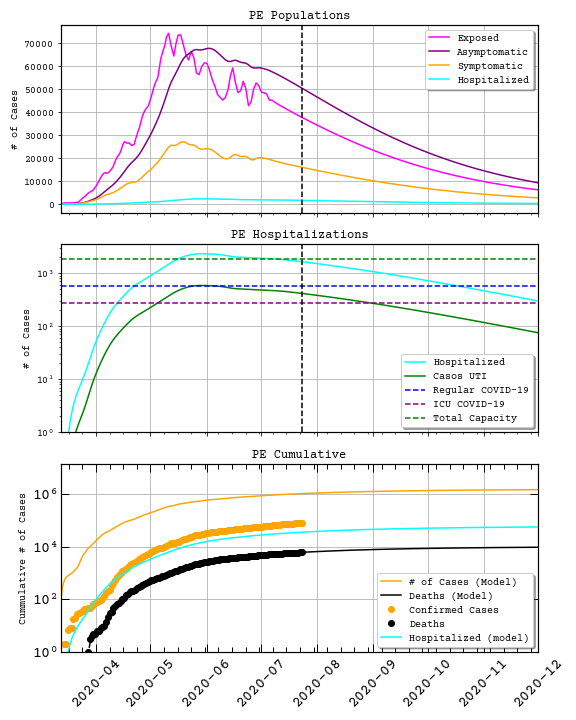 PE Populations
# of Cases
70000
60000
50000
40000
30000
20000
10000
0
Exposed
Asymptomatic
Symptomatic
Hospitalized
PE Hospitalizations
# of Cases
10³
10²
10¹
10⁰
Hospitalized
Casos UTI
Regular COVID-19
ICU COVID-19
Total Capacity
PE Cumulative
Cummulative # of Cases
10⁶
10⁴
10²
10⁰
# of Cases (Model)
Deaths (Model)
Confirmed Cases
Deaths
Hospitalized (model)
2020-04
2020-05
2020-06
2020-07
2020-08
2020-09
2020-10
2020-11
2020-12